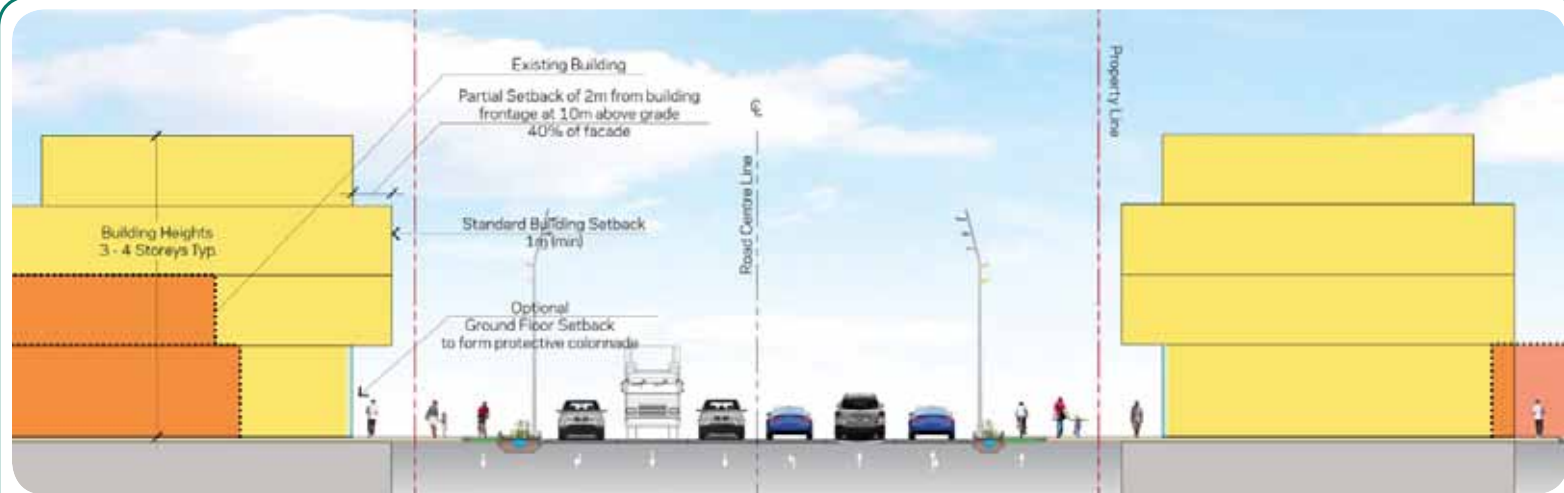 Existing Building
Partial Setback of 2m from building
frontage at 10m above grade
40% of facade
℄
Property Line
Road Centre Line
Building Heights
3 - 4 Storeys Typ.
Standard Building Setback
1m (min)
Optional
Ground Floor Setback
to form protective colonnade